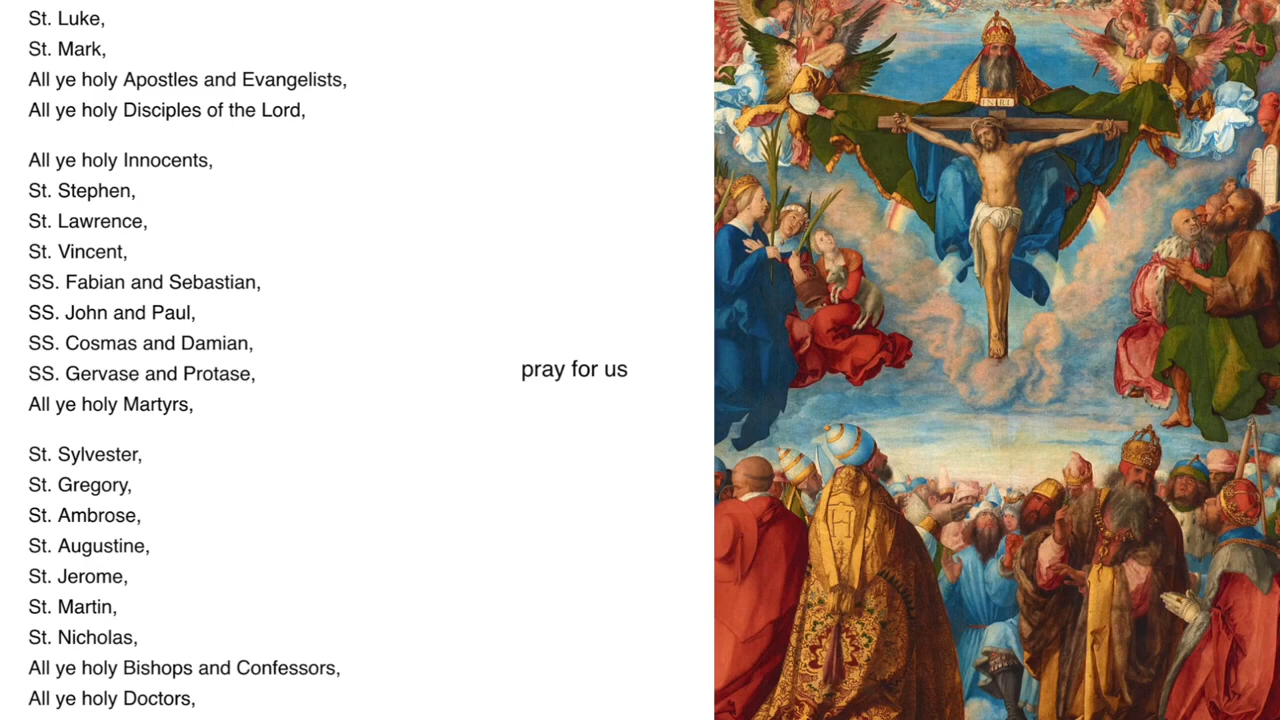 St. Luke,
St. Mark,
All ye holy Apostles and Evangelists,
All ye holy Disciples of the Lord,
All ye holy Innocents,
St. Stephen,
St. Lawrence,
St. Vincent,
SS. Fabian and Sebastian,
SS. John and Paul,
SS. Cosmas and Damian,
SS. Gervase and Protase,
All ye holy Martyrs,
St. Sylvester,
St. Gregory,
St. Ambrose,
St. Augustine,
St. Jerome,
St. Martin,
St. Nicholas,
All ye holy Bishops and Confessors,
All ye holy Doctors,
pray for us
INRI